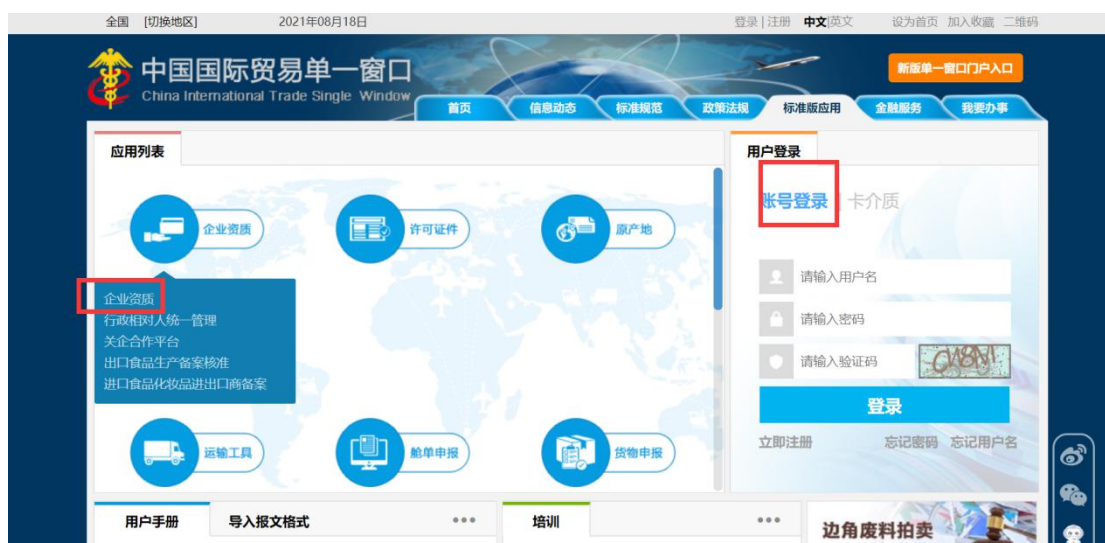 全国 [切换地区] 2021年08月18日 登录 | 注册 中文|英文 设为首页 加入收藏 二维码
中国国际贸易单一窗口
China International Trade Single Window
新版单一窗口门户入口
首页 信息动态 标准规范 政策法规 标准版应用 金融服务 我要办事
应用列表
企业资质 许可证件 原产地
企业资质
行政相对人统一管理
关企合作平台
出口食品生产备案核准
进口食品化妆品进出口商备案
运输工具 舱单申报 货物申报
用户登录
账号登录 | 卡介质
请输入用户名
请输入密码
请输入验证码
登录
立即注册 忘记密码 忘记用户名
用户手册 导入报文格式 •••
培训 •••
边角废料拍卖